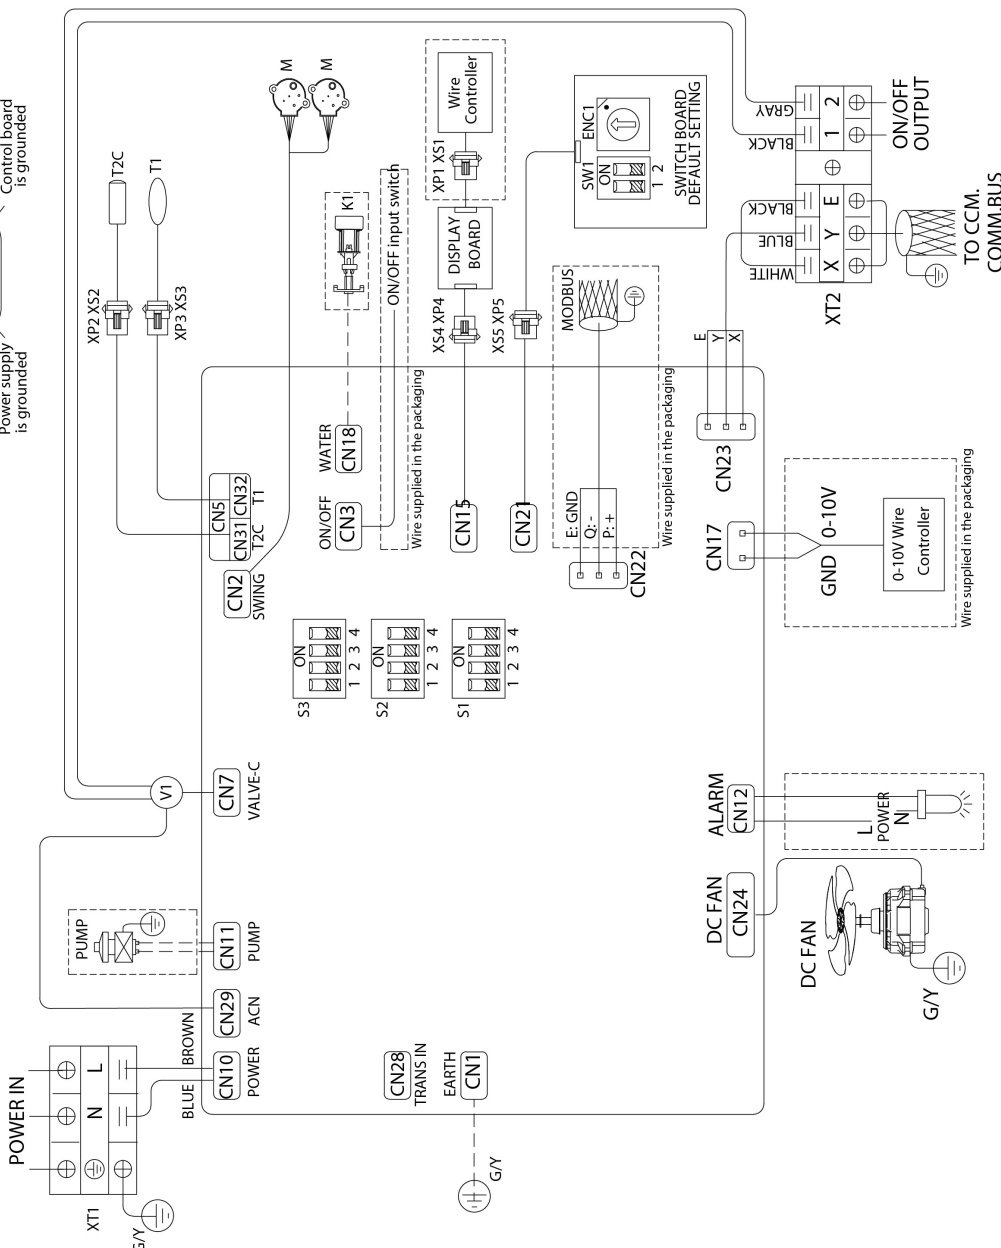 Power supply
is grounded
Control board
is grounded
POWER IN
N
L
XT1
G/Y
BLUE
BROWN
CN10
POWER
CN29
ACN
PUMP
CN11
PUMP
V1
CN7
VALVE-C
T2C
T1
XP2 XS2
XP3 XS3
CN5
CN31
CN32
T2C
T1
CN2
SWING
M
M
K1
WATER
CN18
ON/OFF
CN3
ON/OFF input switch
Wire supplied in the packaging
Wire
Controller
XP1 XS1
DISPLAY
BOARD
XS4 XP4
CN15
XS5 XP5
CN21
ENC1
SW1
ON
1 2
SWITCH BOARD
DEFAULT SETTING
MODBUS
E: GND
Q: -
P: +
CN22
Wire supplied in the packaging
S3
ON
1 2 3 4
S2
ON
1 2 3 4
S1
ON
1 2 3 4
CN28
TRANS IN
EARTH
CN1
G/Y
E
Y
X
CN23
GRAY
BLACK
BLACK
BLUE
WHITE
X
Y
E
1
2
XT2
ON/OFF
OUTPUT
TO CCM.
COMM.BUS
CN17
GND
0-10V
0-10V Wire
Controller
Wire supplied in the packaging
ALARM
CN12
L
POWER
N
DC FAN
CN24
DC FAN
G/Y